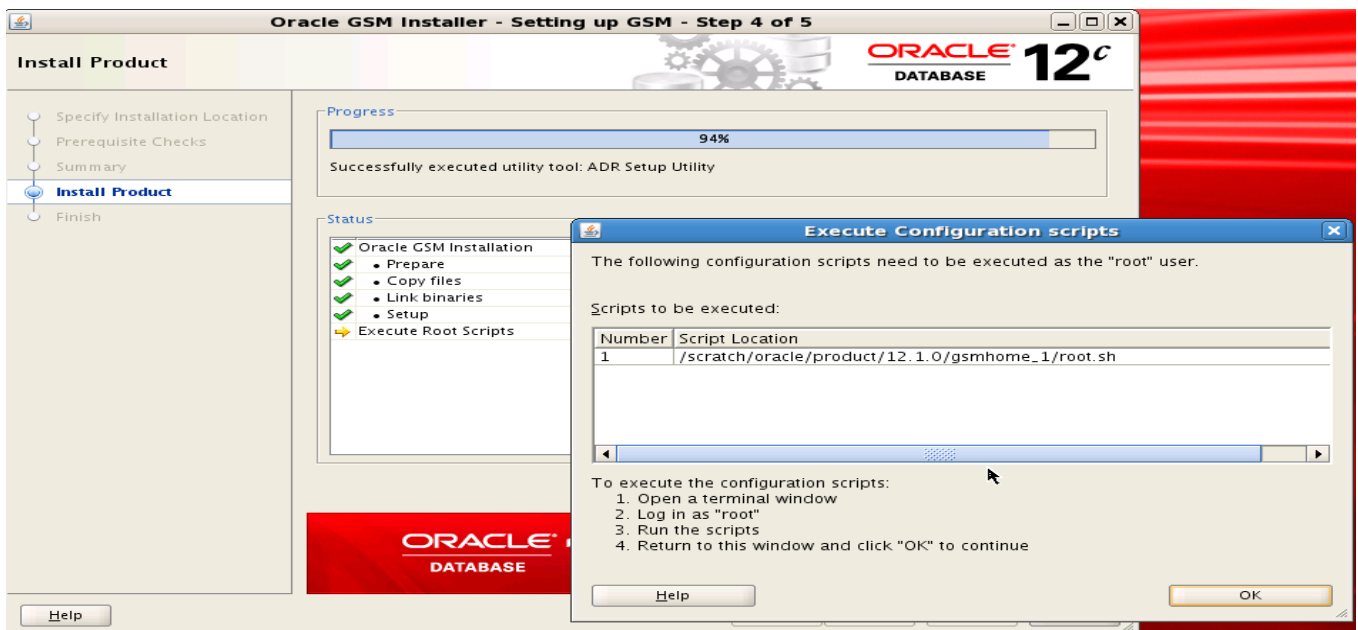 Oracle GSM Installer - Setting up GSM - Step 4 of 5
Install Product
ORACLE
DATABASE
12c
Specify Installation Location
Prerequisite Checks
Summary
Install Product
Finish
Progress
94%
Successfully executed utility tool: ADR Setup Utility
Status
Oracle GSM Installation
• Prepare
• Copy files
• Link binaries
• Setup
Execute Root Scripts
ORACLE
DATABASE
Help
Execute Configuration scripts
The following configuration scripts need to be executed as the "root" user.
Scripts to be executed:
Number Script Location
1 /scratch/oracle/product/12.1.0/gsmhome_1/root.sh
To execute the configuration scripts:
1. Open a terminal window
2. Log in as "root"
3. Run the scripts
4. Return to this window and click "OK" to continue
Help
OK